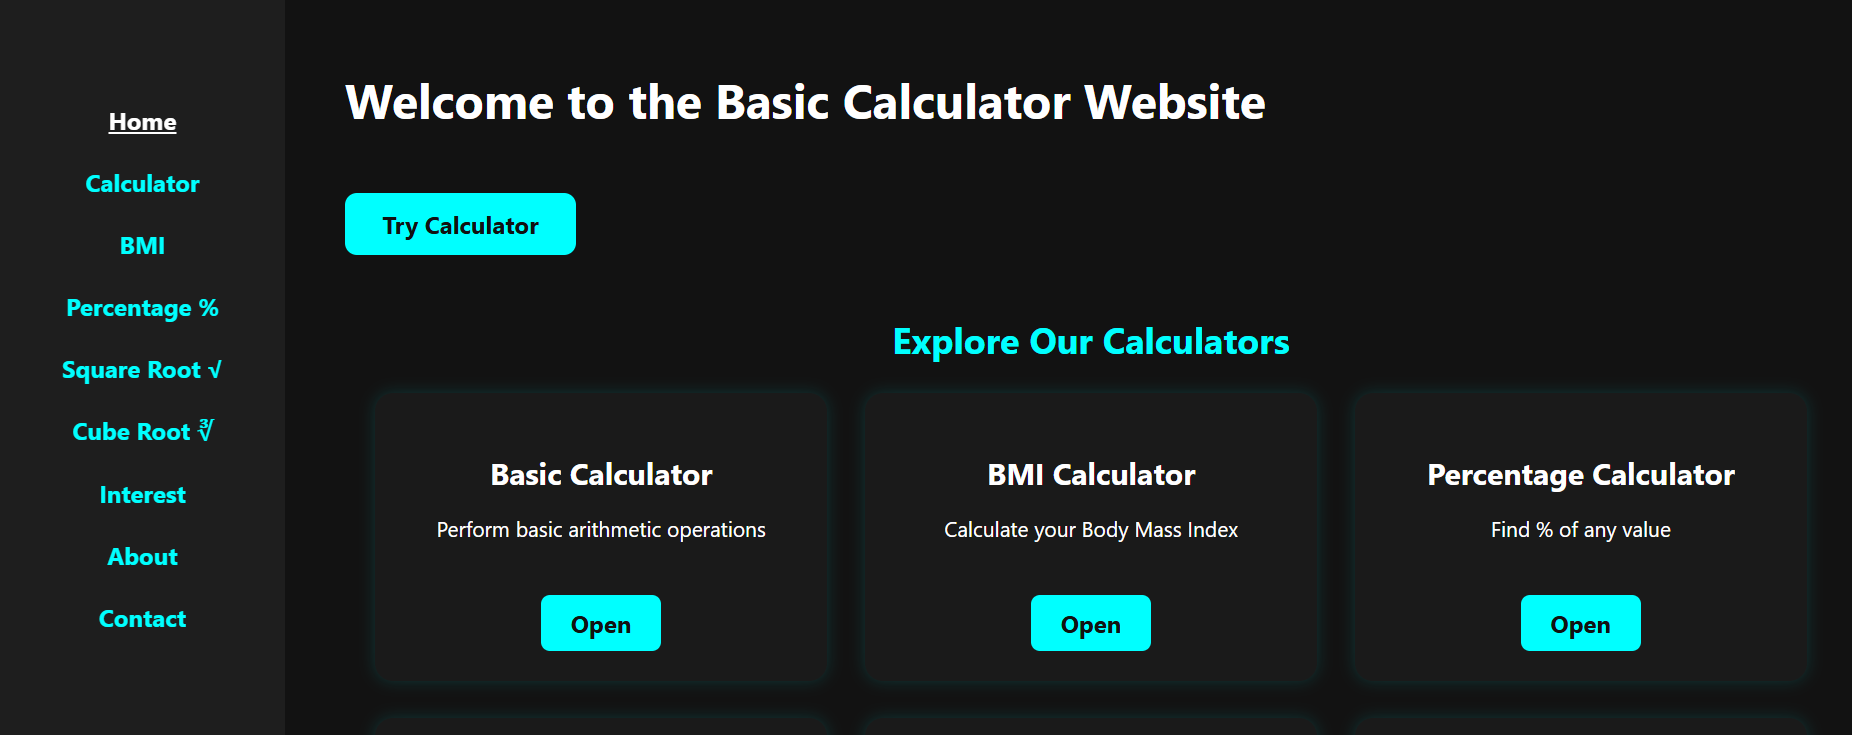 Home
Calculator
BMI
Percentage %
Square Root √
Cube Root ∛
Interest
About
Contact
Welcome to the Basic Calculator Website
Try Calculator
Explore Our Calculators
Basic Calculator
Perform basic arithmetic operations
Open
BMI Calculator
Calculate your Body Mass Index
Open
Percentage Calculator
Find % of any value
Open